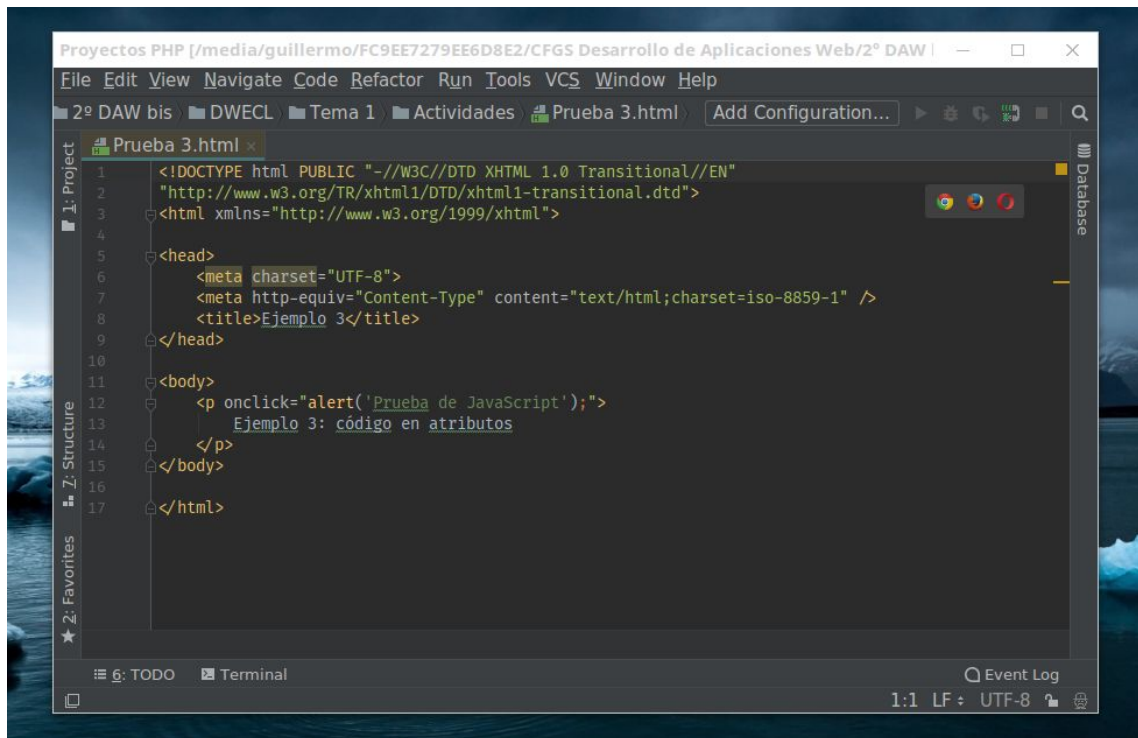 Proyectos PHP [/media/guillermo/FC9EE7279EE6D8E2/CFGS Desarrollo de Aplicaciones Web/2º DAW
File Edit View Navigate Code Refactor Run Tools VCS Window Help
2º DAW bis DWECL Tema 1 Actividades Prueba 3.html Add Configuration...
Prueba 3.html
1: Project
7: Structure
2: Favorites
Database
1 <!DOCTYPE html PUBLIC "-//W3C//DTD XHTML 1.0 Transitional//EN"
2 "http://www.w3.org/TR/xhtml1/DTD/xhtml1-transitional.dtd">
3 <html xmlns="http://www.w3.org/1999/xhtml">
4
5 <head>
6 <meta charset="UTF-8">
7 <meta http-equiv="Content-Type" content="text/html;charset=iso-8859-1" />
8 <title>Ejemplo 3</title>
9 </head>
10
11 <body>
12 <p onclick="alert('Prueba de JavaScript');">
13 Ejemplo 3: código en atributos
14 </p>
15 </body>
16
17 </html>
6: TODO Terminal Event Log
1:1 LF UTF-8